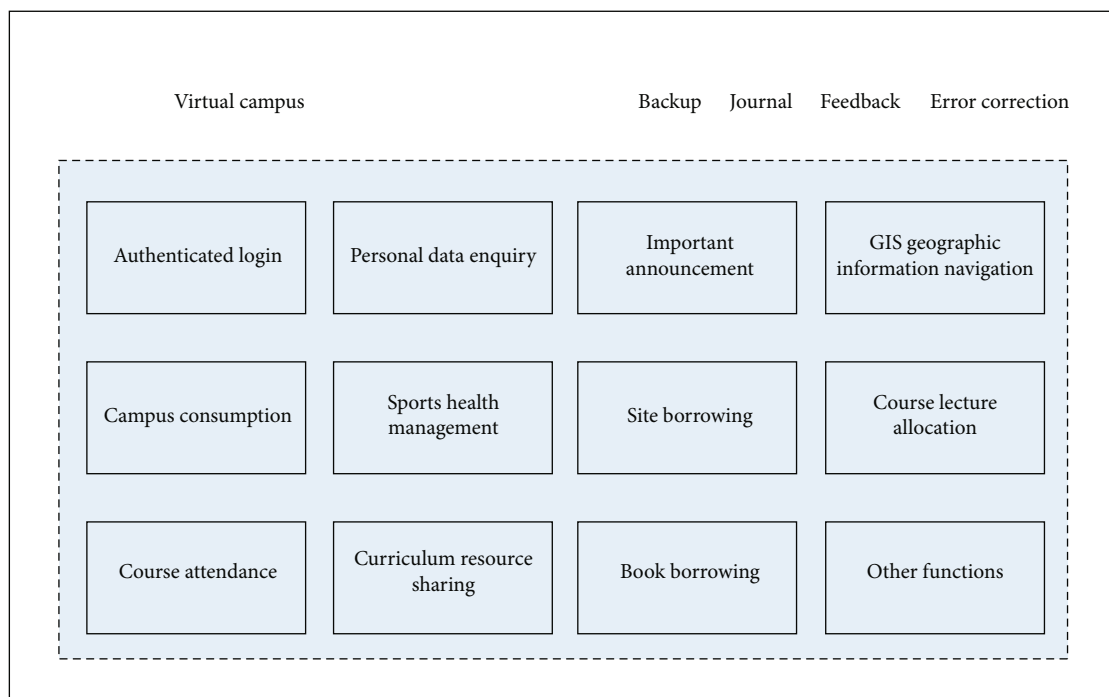 Virtual campus Backup Journal Feedback Error correction
Authenticated login
Personal data enquiry
Important
announcement
GIS geographic
information navigation
Campus consumption
Sports health
management
Site borrowing
Course lecture
allocation
Course attendance
Curriculum resource
sharing
Book borrowing
Other functions